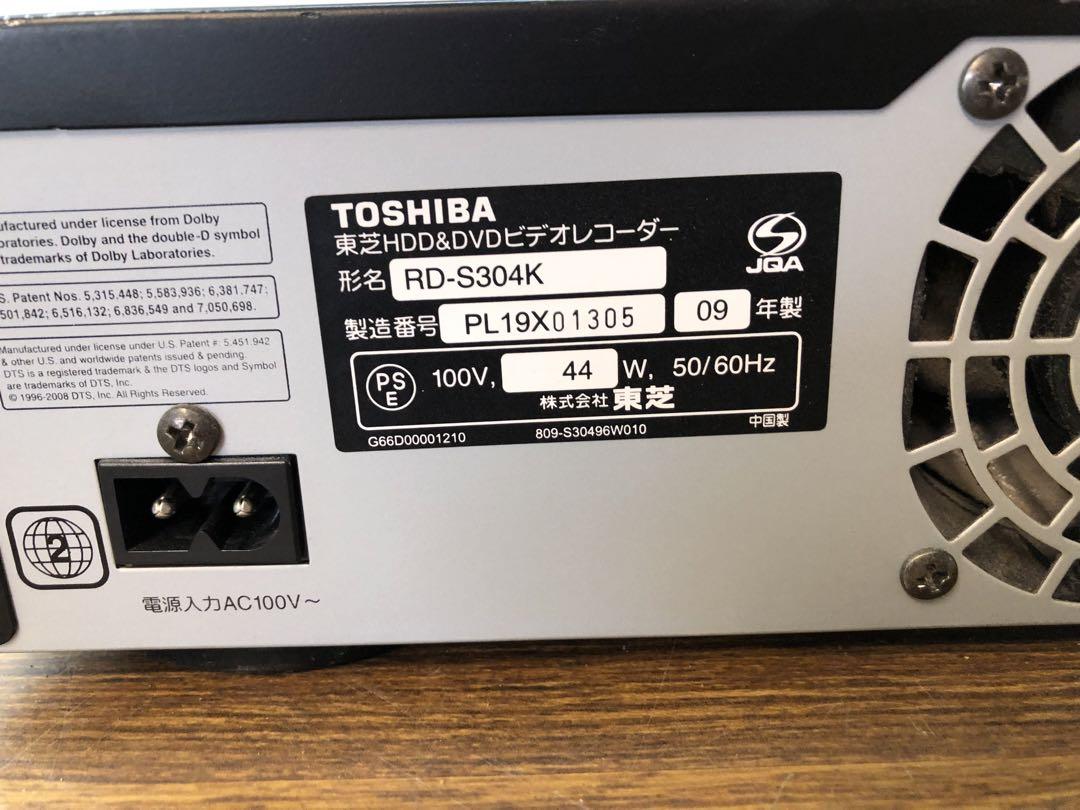 ufactured under license from Dolby
oratories. Dolby and the double-D symbol
trademarks of Dolby Laboratories.
S. Patent Nos. 5,315,448; 5,583,936; 6,381,747;
501,842; 6,516,132; 6,836,549 and 7,050,698.
Manufactured under license under U.S. Patent #: 5,451,942
& other U.S. and worldwide patents issued & pending.
DTS is a registered trademark & the DTS logos and Symbol
are trademarks of DTS, Inc.
© 1996-2008 DTS, Inc. All Rights Reserved.
TOSHIBA
東芝HDD&DVDビデオレコーダー
形名 RD-S304K
JQA
製造番号 PL19X01305 09 年製
PS
E
100V, 44 W, 50/60Hz
株式会社 東芝
G66D00001210 809-S30496W010 中国製
2
電源入力AC100V～